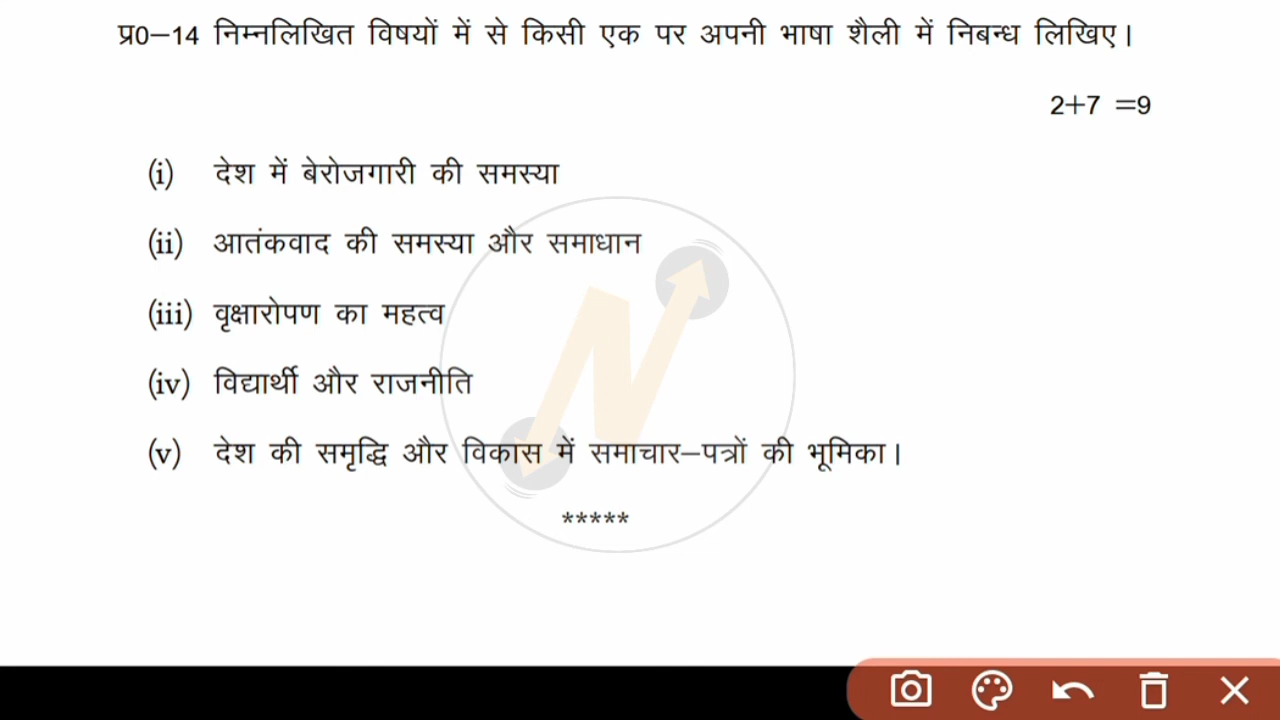 प्र0–14 निम्नलिखित विषयों में से किसी एक पर अपनी भाषा शैली में निबन्ध लिखिए।
2+7 =9
(i) देश में बेरोजगारी की समस्या
(ii) आतंकवाद की समस्या और समाधान
(iii) वृक्षारोपण का महत्व
(iv) विद्यार्थी और राजनीति
(v) देश की समृद्धि और विकास में समाचार–पत्रों की भूमिका।
*****